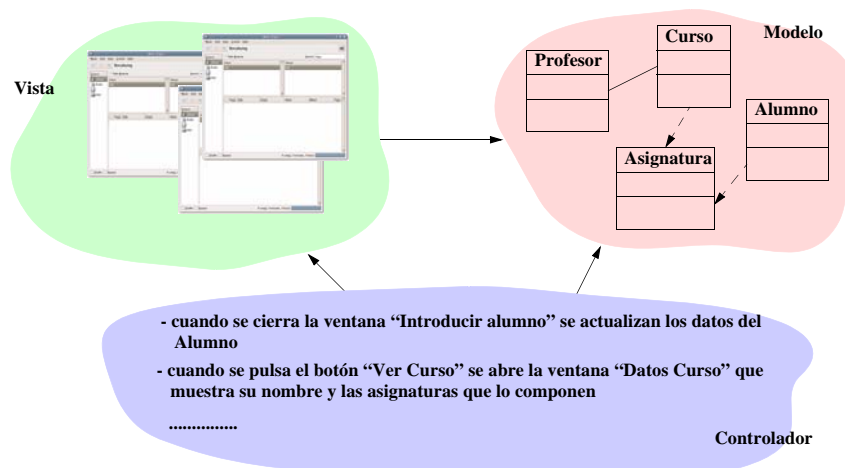 Vista
Modelo
Profesor
Curso
Alumno
Asignatura
- cuando se cierra la ventana “Introducir alumno” se actualizan los datos del
Alumno
- cuando se pulsa el botón “Ver Curso” se abre la ventana “Datos Curso” que
muestra su nombre y las asignaturas que lo componen
...............
Controlador